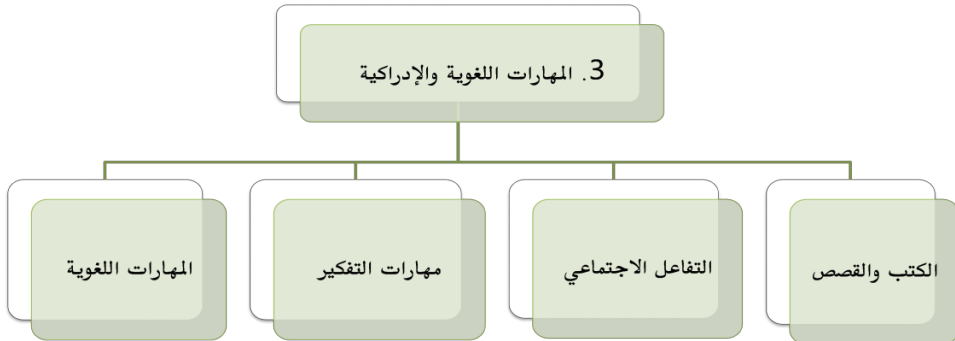 3. المهارات اللغوية والإدراكية
الكتب والقصص
التفاعل الاجتماعي
مهارات التفكير
المهارات اللغوية